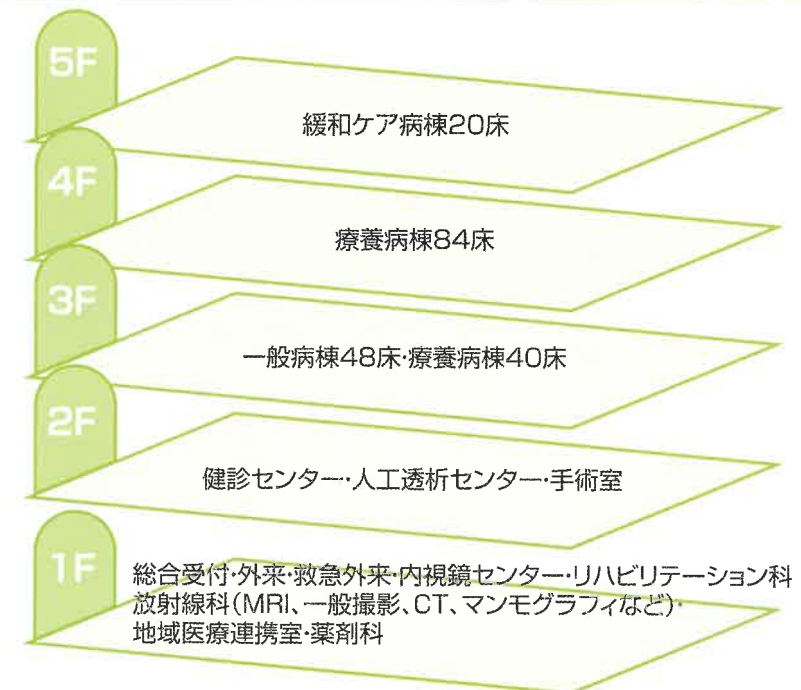 5F
緩和ケア病棟20床
4F
療養病棟84床
3F
一般病棟48床･療養病棟40床
2F
健診センター･人工透析センター･手術室
1F
総合受付･外来･救急外来･内視鏡センター･リハビリテーション科
放射線科(MRI、一般撮影、CT、マンモグラフィなど)･
地域医療連携室･薬剤科